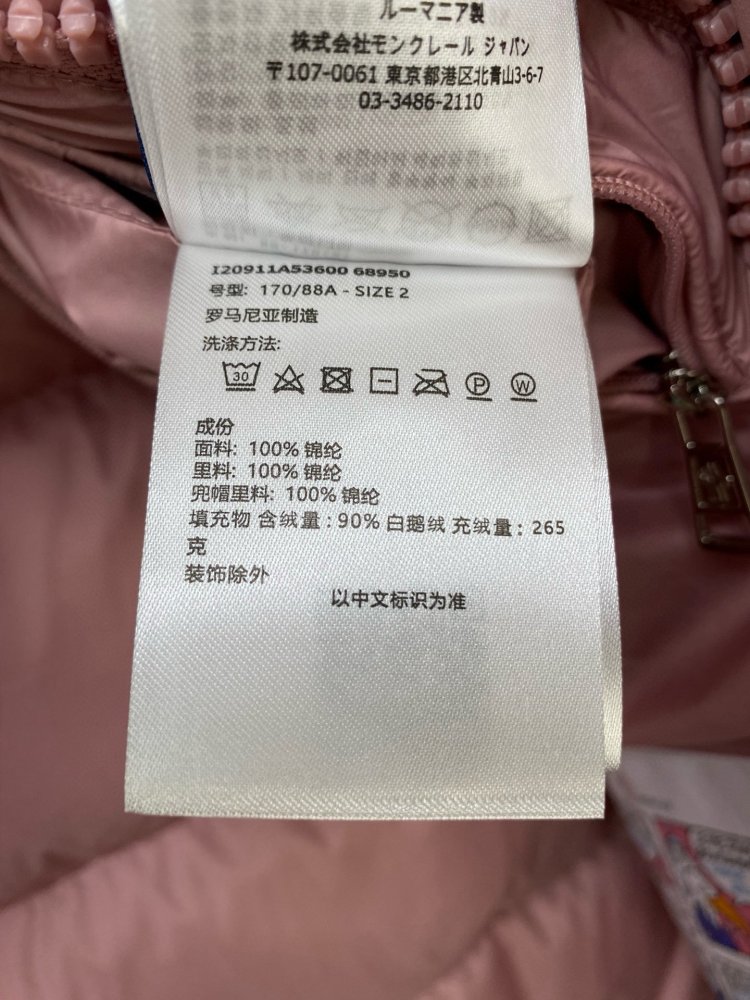 ルーマニア製
株式会社モンクレール ジャパン
〒107-0061 東京都港区北青山3-6-7
03-3486-2110
I20911A53600 68950
号型: 170/88A - SIZE 2
罗马尼亚制造
洗涤方法:
30 P W
成份
面料: 100% 锦纶
里料: 100% 锦纶
兜帽里料: 100% 锦纶
填充物 含绒量 : 90% 白鹅绒 充绒量 : 265
克
装饰除外
以中文标识为准